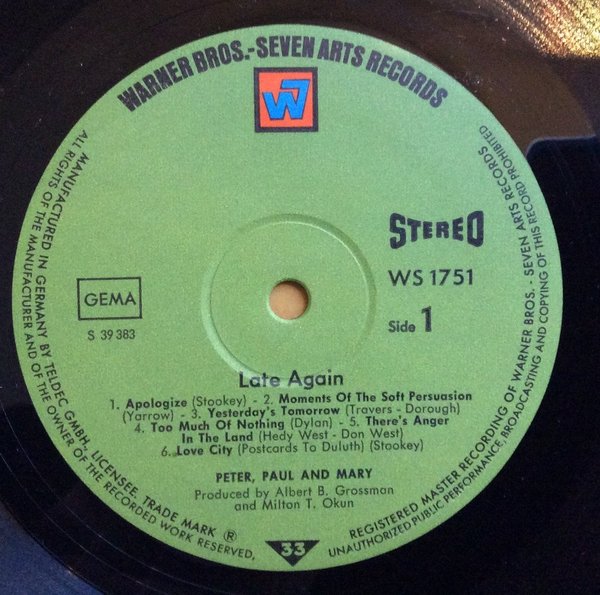 WARNER BROS.-SEVEN ARTS RECORDS
W7
STEREO
WS 1751
Side 1
GEMA
S 39 383
Late Again
1. Apologize (Stookey) - 2. Moments Of The Soft Persuasion
(Yarrow) - 3. Yesterday's Tomorrow (Travers - Dorough)
4. Too Much Of Nothing (Dylan) - 5. There's Anger
In The Land (Hedy West - Don West)
6. Love City (Postcards To Duluth) (Stookey)
PETER, PAUL AND MARY
Produced by Albert B. Grossman
and Milton T. Okun
33
MANUFACTURED IN GERMANY BY TELDEC GMBH., LICENSEE, TRADE MARK ®
ALL RIGHTS OF THE MANUFACTURER AND OF THE OWNER OF THE RECORDED WORK RESERVED,
REGISTERED MASTER RECORDING OF WARNER BROS. - SEVEN ARTS RECORDS
UNAUTHORIZED PUBLIC PERFORMANCE, BROADCASTING AND COPYING OF THIS RECORD PROHIBITED